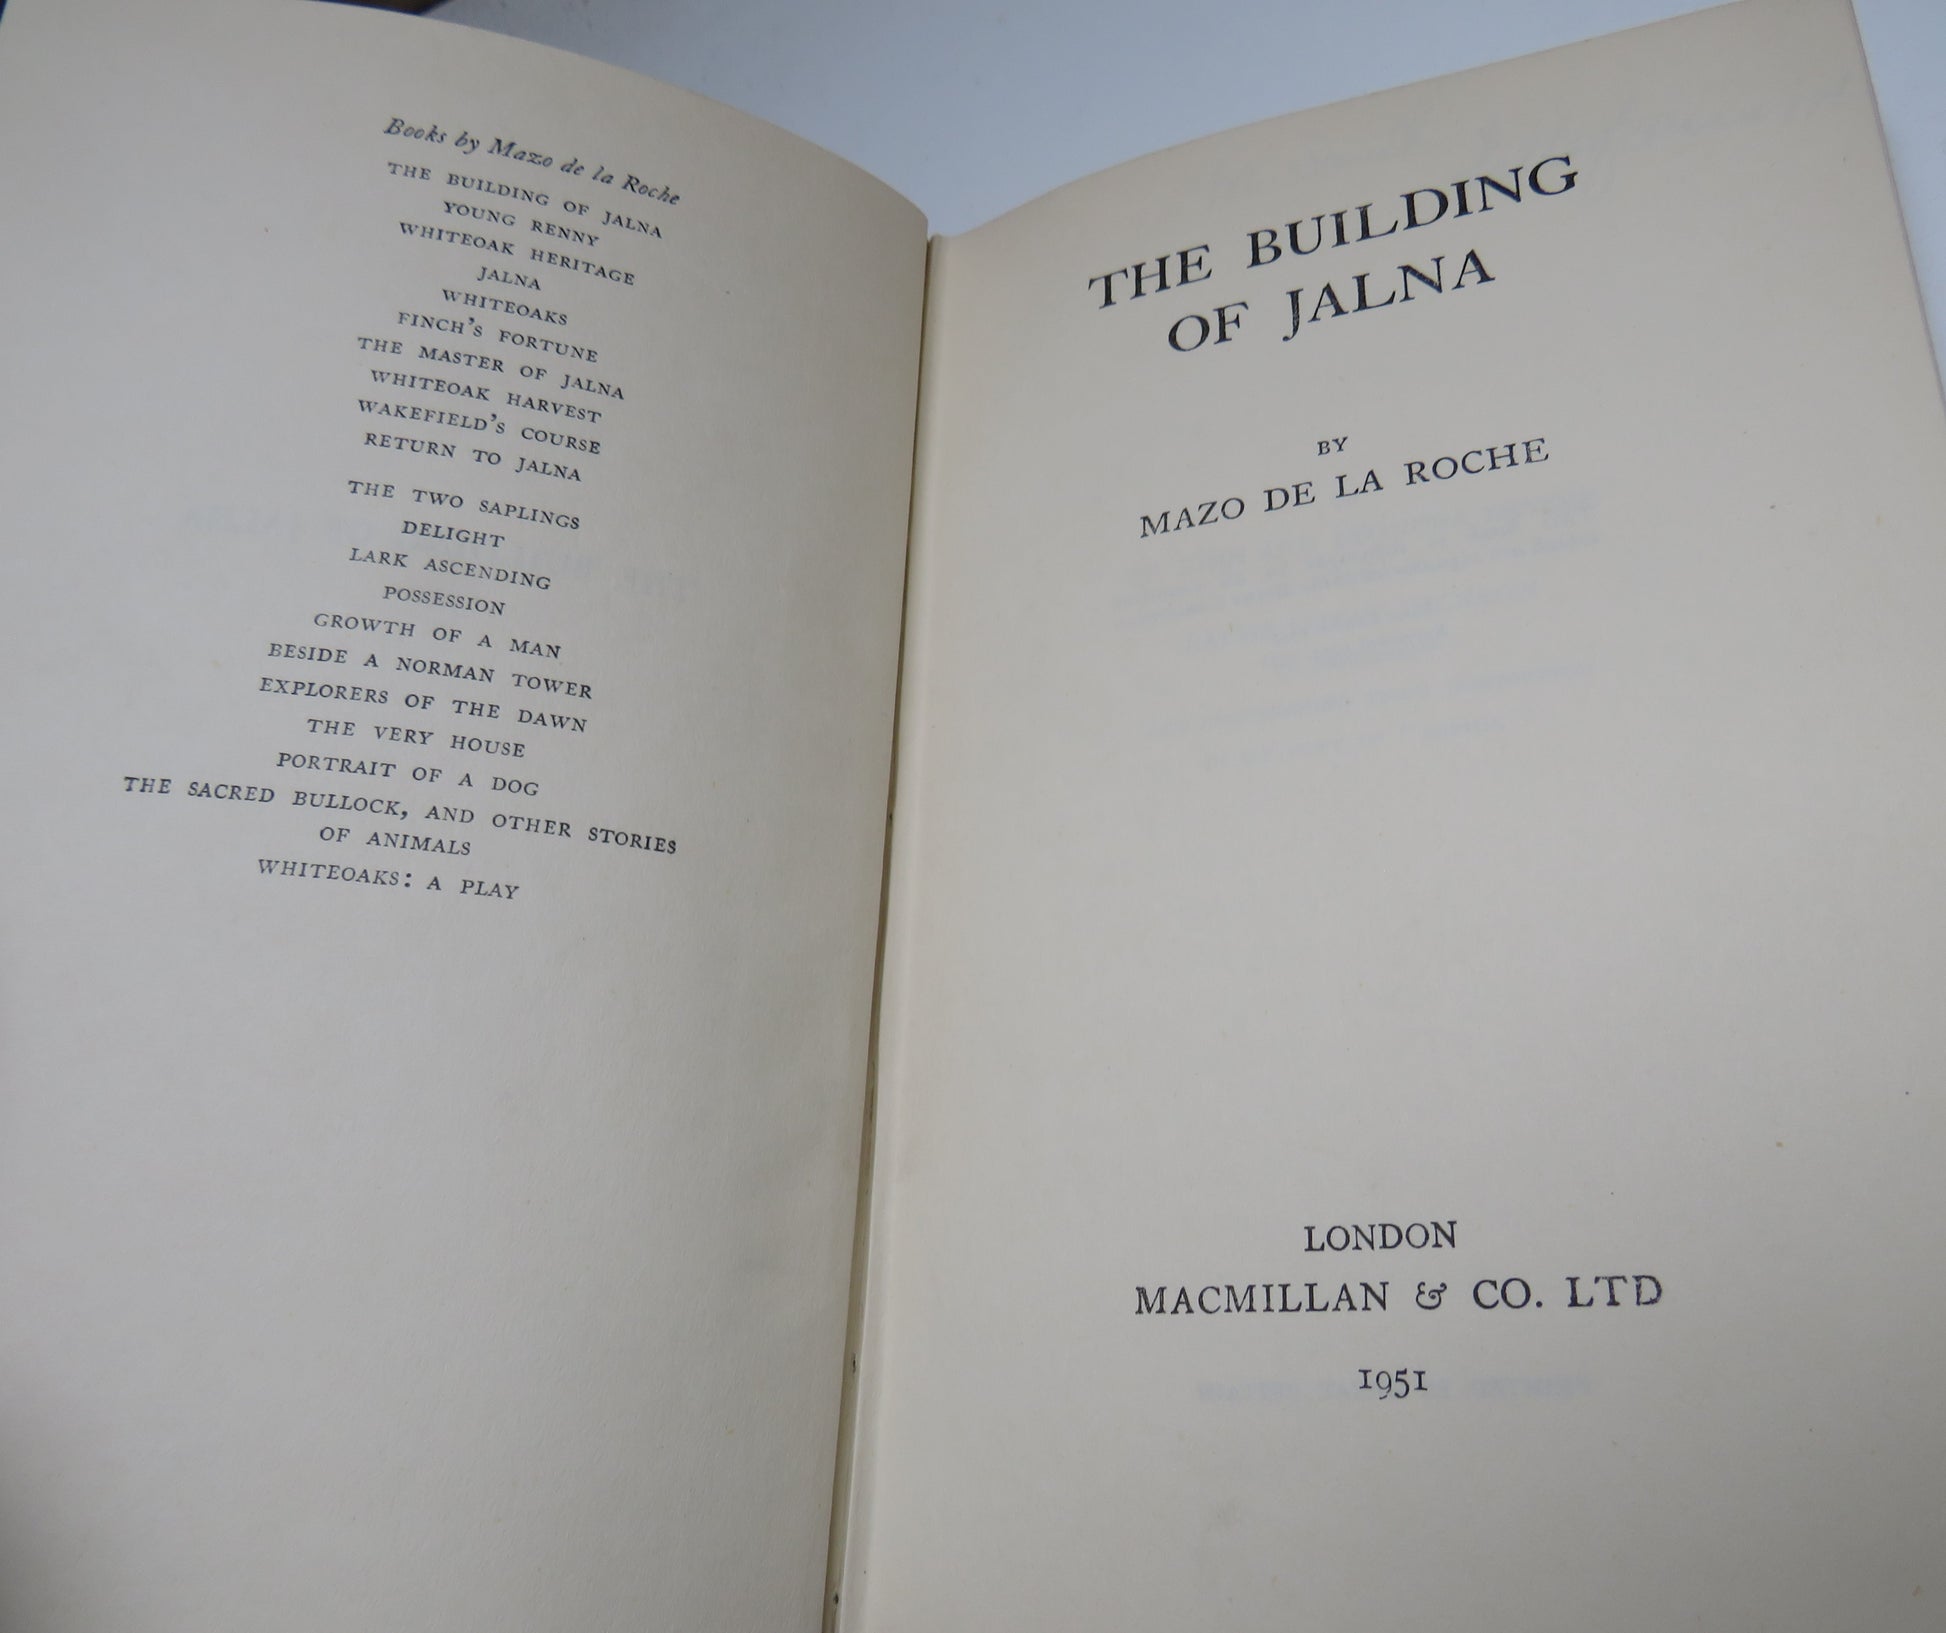 Books by Mazo de la Roche
THE BUILDING OF JALNA
YOUNG RENNY
WHITEOAK HERITAGE
JALNA
WHITEOAKS
FINCH'S FORTUNE
THE MASTER OF JALNA
WHITEOAK HARVEST
WAKEFIELD'S COURSE
RETURN TO JALNA
THE TWO SAPLINGS
DELIGHT
LARK ASCENDING
POSSESSION
GROWTH OF A MAN
BESIDE A NORMAN TOWER
EXPLORERS OF THE DAWN
THE VERY HOUSE
PORTRAIT OF A DOG
THE SACRED BULLOCK, AND OTHER STORIES
OF ANIMALS
WHITEOAKS: A PLAY
THE BUILDING
OF JALNA
BY
MAZO DE LA ROCHE
LONDON
MACMILLAN & CO. LTD
1951